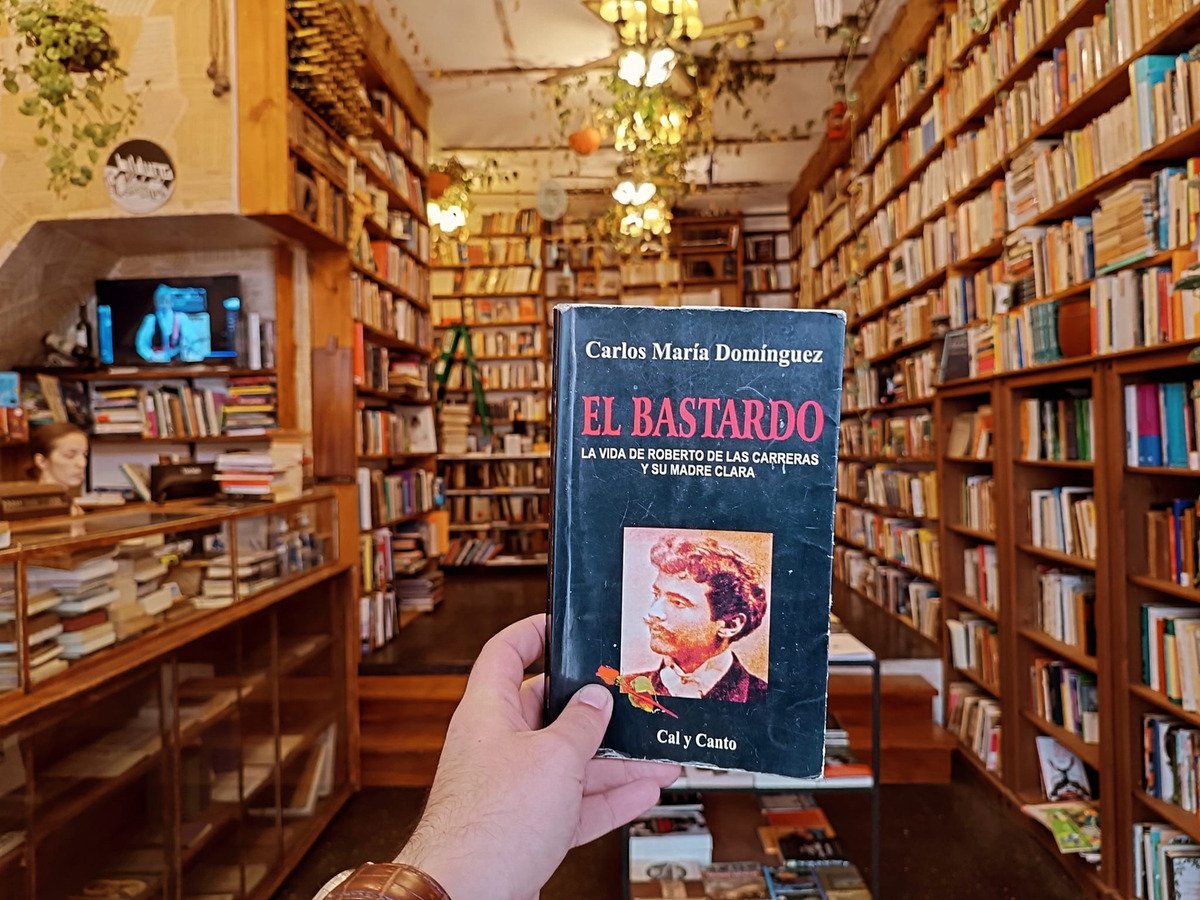 Carlos María Domínguez
EL BASTARDO
LA VIDA DE ROBERTO DE LAS CARRERAS
Y SU MADRE CLARA
Cal y Canto